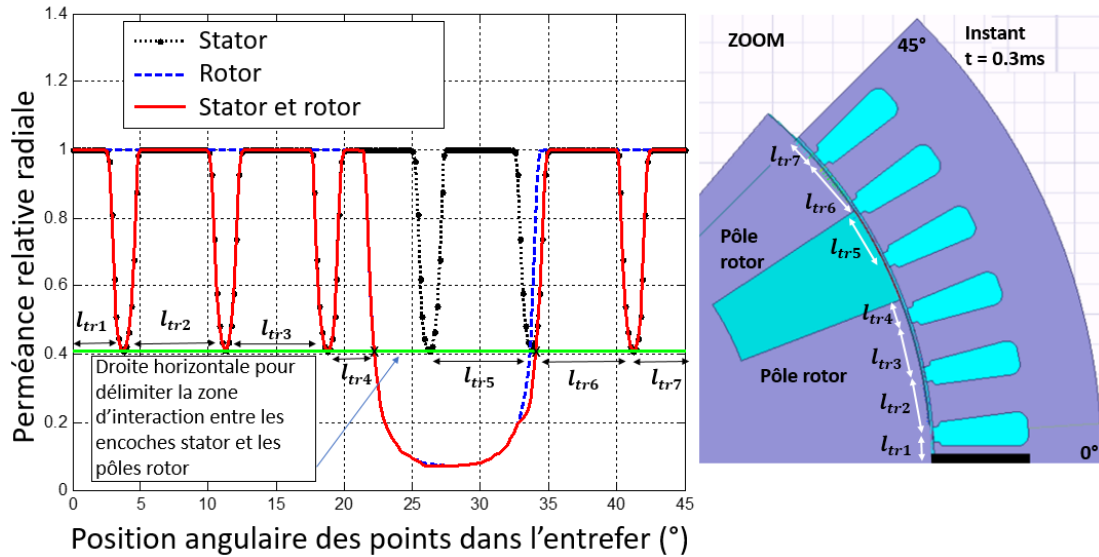 1.4
1.2
1
0.8
0.6
0.4
0.2
0
Perméance relative radiale
Stator
Rotor
Stator et rotor
l_tr1
l_tr2
l_tr3
l_tr4
l_tr5
l_tr6
l_tr7
Droite horizontale pour
délimiter la zone
d’interaction entre les
encoches stator et les
pôles rotor
0 5 10 15 20 25 30 35 40 45
Position angulaire des points dans l’entrefer (°)
ZOOM
45°
Instant
t = 0.3ms
l_tr7
l_tr6
l_tr5
Pôle
rotor
l_tr4
Pôle rotor
l_tr3
l_tr2
l_tr1
0°